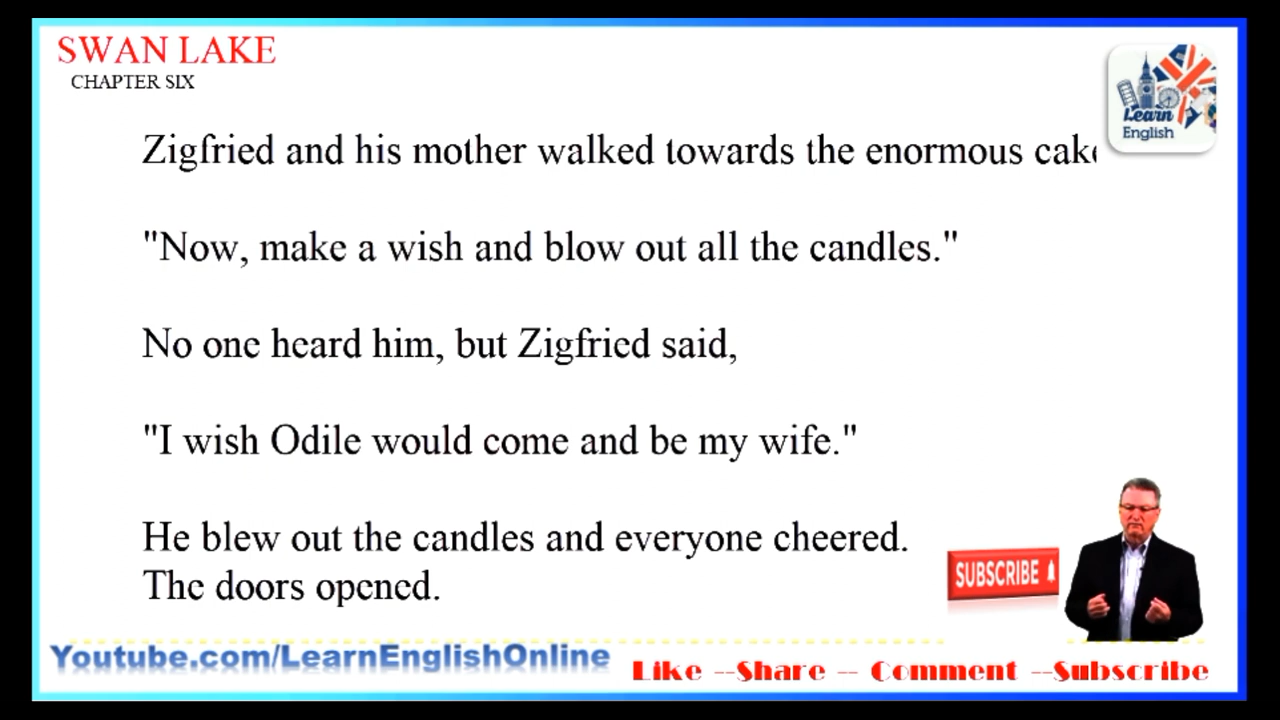 SWAN LAKE
CHAPTER SIX
Learn
English
Zigfried and his mother walked towards the enormous cake
"Now, make a wish and blow out all the candles."
No one heard him, but Zigfried said,
"I wish Odile would come and be my wife."
He blew out the candles and everyone cheered.
The doors opened.
SUBSCRIBE
Youtube.com/LearnEnglishOnline
Like --Share -- Comment --Subscribe